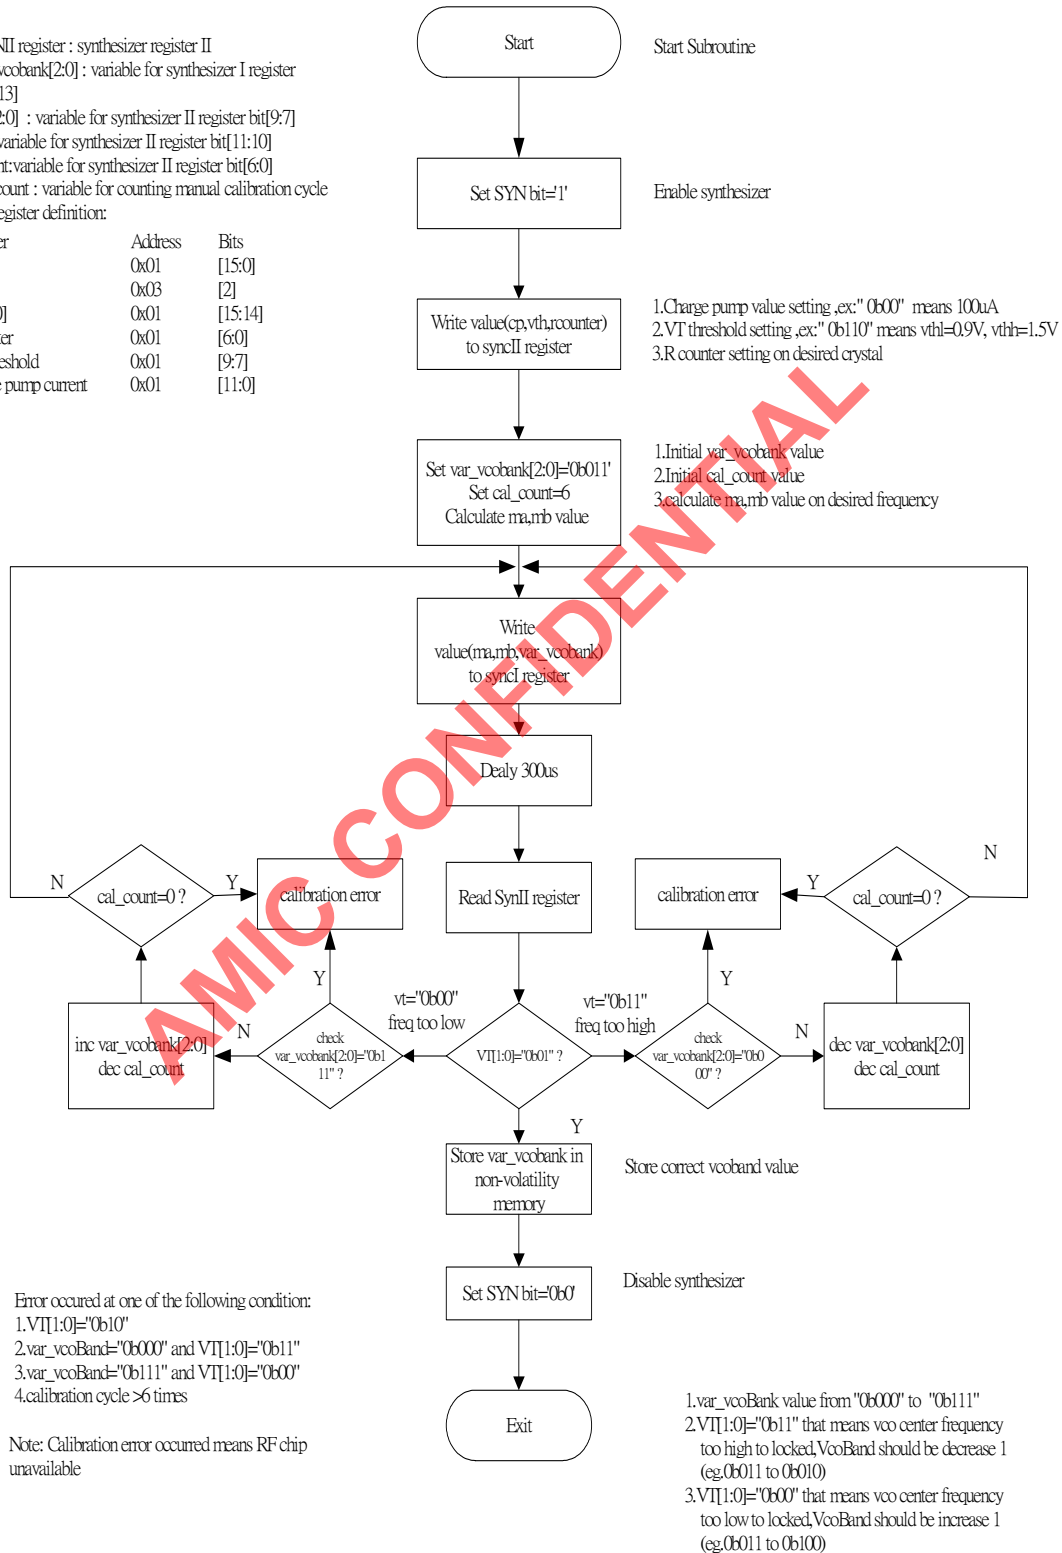 Start
Start Subroutine
NII register : synthesizer register II
vcobank[2:0] : variable for synthesizer I register
13]
2:0] : variable for synthesizer II register bit[9:7]
variable for synthesizer II register bit[11:10]
nt:variable for synthesizer II register bit[6:0]
count : variable for counting manual calibration cycle
register definition:
er Address Bits
0x01 [15:0]
0x03 [2]
0] 0x01 [15:14]
ter 0x01 [6:0]
eshold 0x01 [9:7]
e pump current 0x01 [11:0]
Set SYN bit='1'
Enable synthesizer
Write value(cp,vth,rcounter)
to syncII register
1.Charge pump value setting ,ex:" 0b00" means 100uA
2.VT threshold setting ,ex:" 0b110" means vthl=0.9V, vthh=1.5V
3.R counter setting on desired crystal
Set var_vcobank[2:0]='0b011'
Set cal_count=6
Calculate ma,mb value
1.Initial var_vcobank value
2.Initial cal_count value
3.calculate ma,mb value on desired frequency
Write
value(ma,mb,var_vcobank)
to syncI register
Dealy 300us
Read SynII register
N
cal_count=0 ?
Y
calibration error
calibration error
Y
cal_count=0 ?
N
Y
Y
vt="0b00"
freq too low
vt="0b11"
freq too high
inc var_vcobank[2:0]
dec cal_count
N
check
var_vcobank[2:0]="0b1
11" ?
VT[1:0]="0b01" ?
check
var_vcobank[2:0]="0b0
00" ?
N
dec var_vcobank[2:0]
dec cal_count
Y
Store var_vcobank in
non-volatility
memory
Store correct vcoband value
Set SYN bit='0b0'
Disable synthesizer
Exit
Error occured at one of the following condition:
1.VT[1:0]="0b10"
2.var_vcoBand="0b000" and VT[1:0]="0b11"
3.var_vcoBand="0b111" and VT[1:0]="0b00"
4.calibration cycle >6 times
Note: Calibration error occurred means RF chip
unavailable
1.var_vcoBank value from "0b000" to "0b111"
2.VT[1:0]="0b11" that means vco center frequency
too high to locked,VcoBand should be decrease 1
(eg.0b011 to 0b010)
3.VT[1:0]="0b00" that means vco center frequency
too low to locked,VcoBand should be increase 1
(eg.0b011 to 0b100)
AMIC CONFIDENTIAL